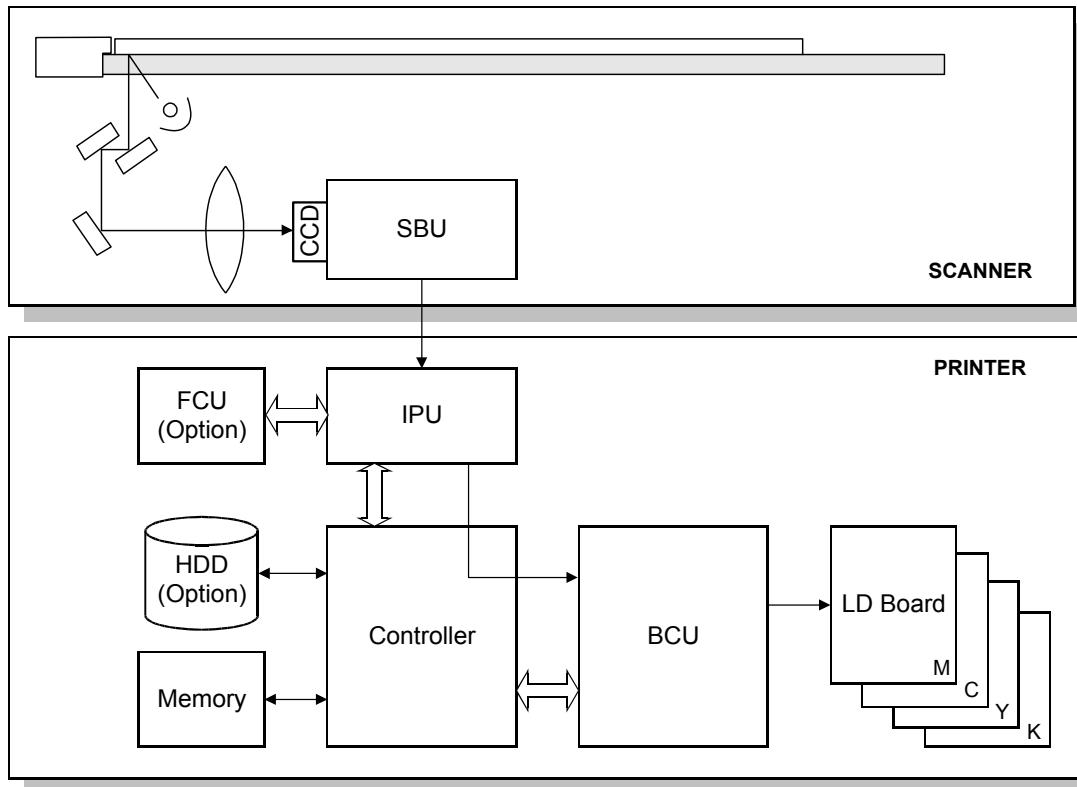 CCD
SBU
SCANNER
PRINTER
FCU
(Option)
IPU
HDD
(Option)
Controller
BCU
LD Board
Memory
M
C
Y
K